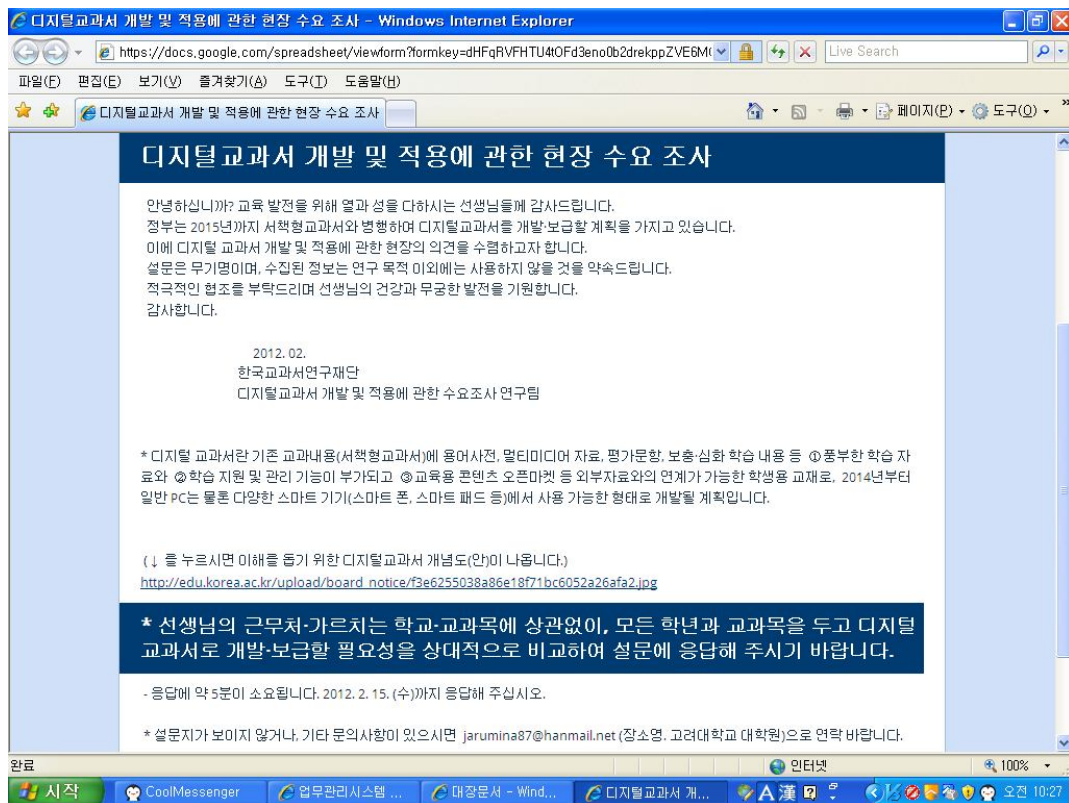 디지털교과서 개발 및 적용에 관한 현장 수요 조사 - Windows Internet Explorer
https://docs.google.com/spreadsheet/viewform?formkey=dHFqRVFHTU4tOFd3eno0b2drekppZVE6M(
Live Search
파일(F) 편집(E) 보기(V) 즐겨찾기(A) 도구(T) 도움말(H)
디지털교과서 개발 및 적용에 관한 현장 수요 조사
페이지(P) 도구(O) »
디지털교과서 개발 및 적용에 관한 현장 수요 조사
안녕하십니까? 교육 발전을 위해 열과 성을 다하시는 선생님들께 감사드립니다.
정부는 2015년까지 서책형교과서와 병행하여 디지털교과서를 개발·보급할 계획을 가지고 있습니다.
이에 디지털 교과서 개발 및 적용에 관한 현장의 의견을 수렴하고자 합니다.
설문은 무기명이며, 수집된 정보는 연구 목적 이외에는 사용하지 않을 것을 약속드립니다.
적극적인 협조를 부탁드리며 선생님의 건강과 무궁한 발전을 기원합니다.
감사합니다.
2012. 02.
한국교과서연구재단
디지털교과서 개발 및 적용에 관한 수요조사 연구팀
* 디지털 교과서란 기존 교과내용(서책형교과서)에 용어사전, 멀티미디어 자료, 평가문항, 보충·심화 학습 내용 등 ①풍부한 학습 자
료와 ②학습 지원 및 관리 기능이 부가되고 ③교육용 콘텐츠 오픈마켓 등 외부자료와의 연계가 가능한 학생용 교재로, 2014년부터
일반 PC는 물론 다양한 스마트 기기(스마트 폰, 스마트 패드 등)에서 사용 가능한 형태로 개발될 계획입니다.
(↓ 를 누르시면 이해를 돕기 위한 디지털교과서 개념도(안)이 나옵니다.)
http://edu.korea.ac.kr/upload/board_notice/f3e6255038a86e18f71bc6052a26afa2.jpg
* 선생님의 근무처·가르치는 학교·교과목에 상관없이, 모든 학년과 교과목을 두고 디지털
교과서로 개발·보급할 필요성을 상대적으로 비교하여 설문에 응답해 주시기 바랍니다.
- 응답에 약 5분이 소요됩니다. 2012. 2. 15. (수)까지 응답해 주십시오.
* 설문지가 보이지 않거나, 기타 문의사항이 있으시면 jarumina87@hanmail.net (장소영. 고려대학교 대학원)으로 연락 바랍니다.
완료 인터넷 100%
시작 CoolMessenger 업무관리시스템 ... 대장문서 - Wind... 디지털교과서 개... A 漢 오전 10:27